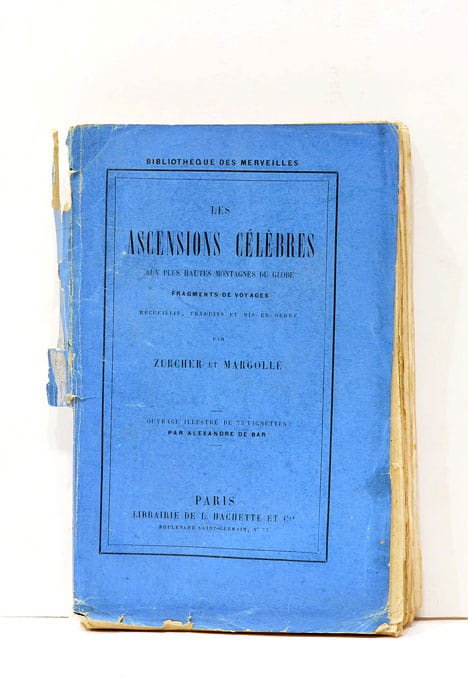 BIBLIOTHÈQUE DES MERVEILLES
LES
ASCENSIONS CÉLÈBRES
AUX PLUS HAUTES MONTAGNES DU GLOBE
FRAGMENTS DE VOYAGES
RECUEILLIS, TRADUITS ET MIS EN ORDRE
PAR
ZURCHER ET MARGOLLÉ
OUVRAGE ILLUSTRÉ DE VIGNETTES
PAR ALEXANDRE DE BAR
PARIS
LIBRAIRIE DE L. HACHETTE ET Cie
BOULEVARD SAINT-GERMAIN, N° 77